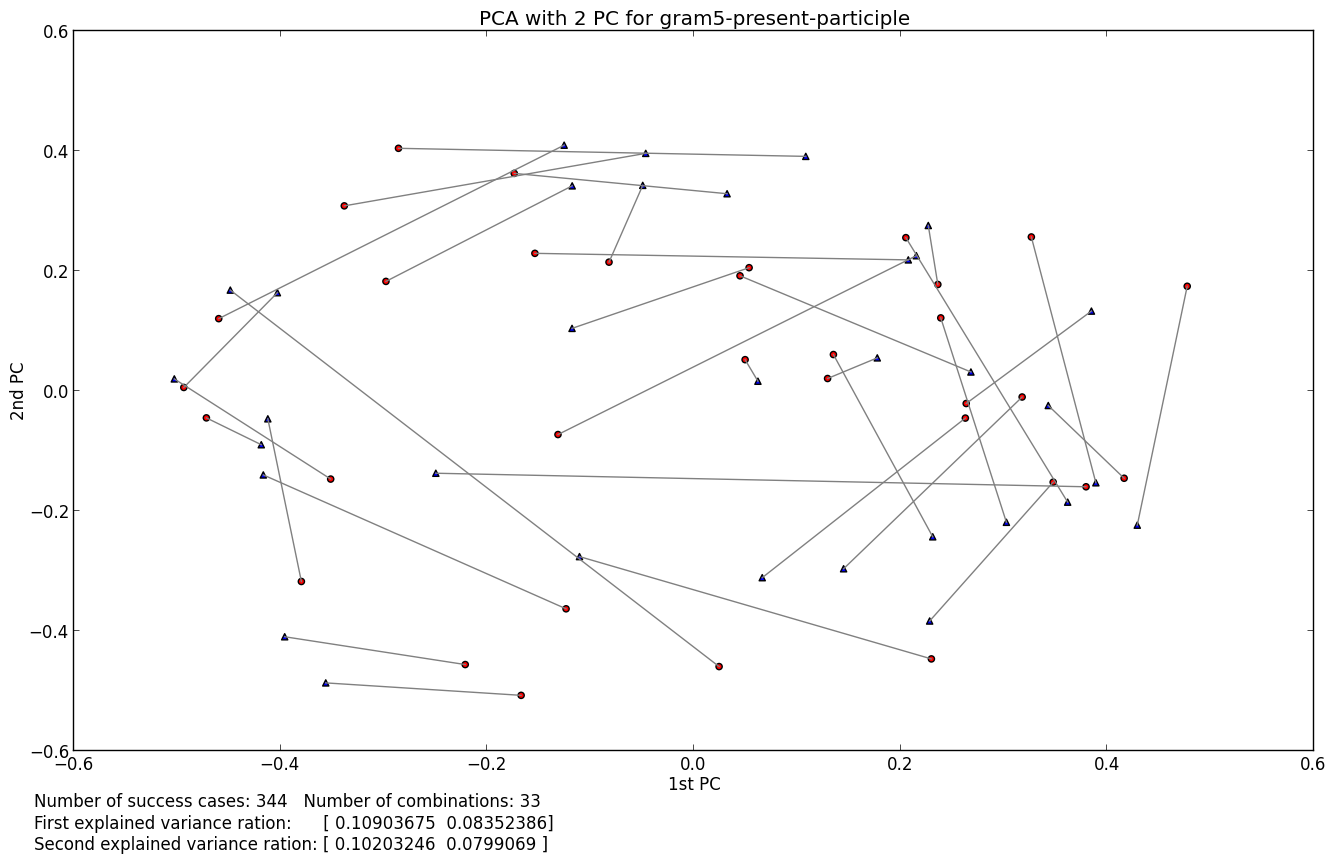 PCA with 2 PC for gram5-present-participle
0.6
0.4
0.2
0.0
−0.2
−0.4
−0.6
2nd PC
−0.6 −0.4 −0.2 0.0 0.2 0.4 0.6
1st PC
Number of success cases: 344 Number of combinations: 33
First explained variance ration: [ 0.10903675 0.08352386]
Second explained variance ration: [ 0.10203246 0.0799069 ]